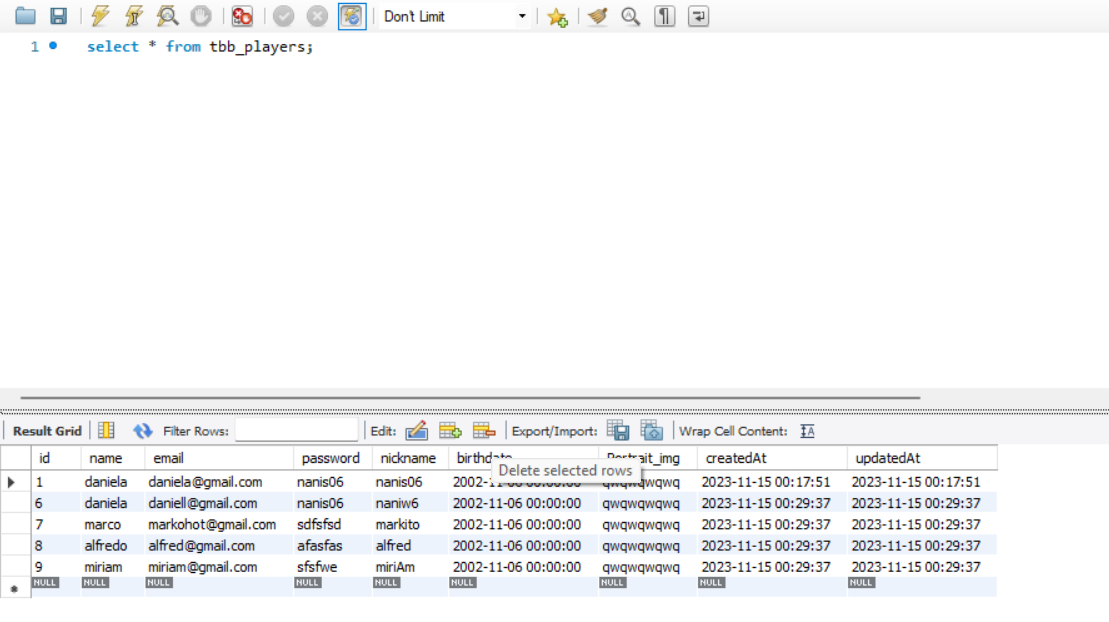 Don't Limit
1 select * from tbb_players;
Result Grid Filter Rows: Edit: Export/Import: Wrap Cell Content:
id name email password nickname birthdate Portrait_img createdAt updatedAt
Delete selected rows
1 daniela daniela@gmail.com nanis06 nanis06 2002-11-06 00:00:00 qwqwqwqwq 2023-11-15 00:17:51 2023-11-15 00:17:51
6 daniela daniell@gmail.com nanis06 naniw6 2002-11-06 00:00:00 qwqwqwqwq 2023-11-15 00:29:37 2023-11-15 00:29:37
7 marco markohot@gmail.com sdfsfsd markito 2002-11-06 00:00:00 qwqwqwqwq 2023-11-15 00:29:37 2023-11-15 00:29:37
8 alfredo alfred@gmail.com afasfas alfred 2002-11-06 00:00:00 qwqwqwqwq 2023-11-15 00:29:37 2023-11-15 00:29:37
9 miriam miriam@gmail.com sfsfwe miriAm 2002-11-06 00:00:00 qwqwqwqwq 2023-11-15 00:29:37 2023-11-15 00:29:37
NULL NULL NULL NULL NULL NULL NULL NULL NULL